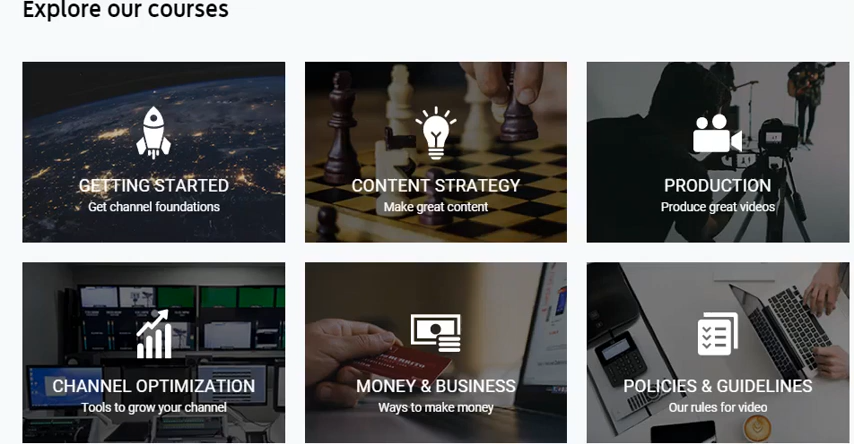 Explore our courses
GETTING STARTED
Get channel foundations
CONTENT STRATEGY
Make great content
PRODUCTION
Produce great videos
CHANNEL OPTIMIZATION
Tools to grow your channel
MONEY & BUSINESS
Ways to make money
POLICIES & GUIDELINES
Our rules for video